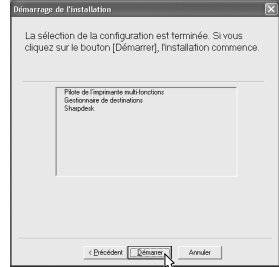 Démarrage de l'installation
La sélection de la configuration est terminée. Si vous
cliquez sur le bouton [Démarrer], l'installation commence.
Pilote de l'imprimante multi-fonctions
Gestionnaire de destinations
Sharpdesk
< Précédent Démarrer Annuler